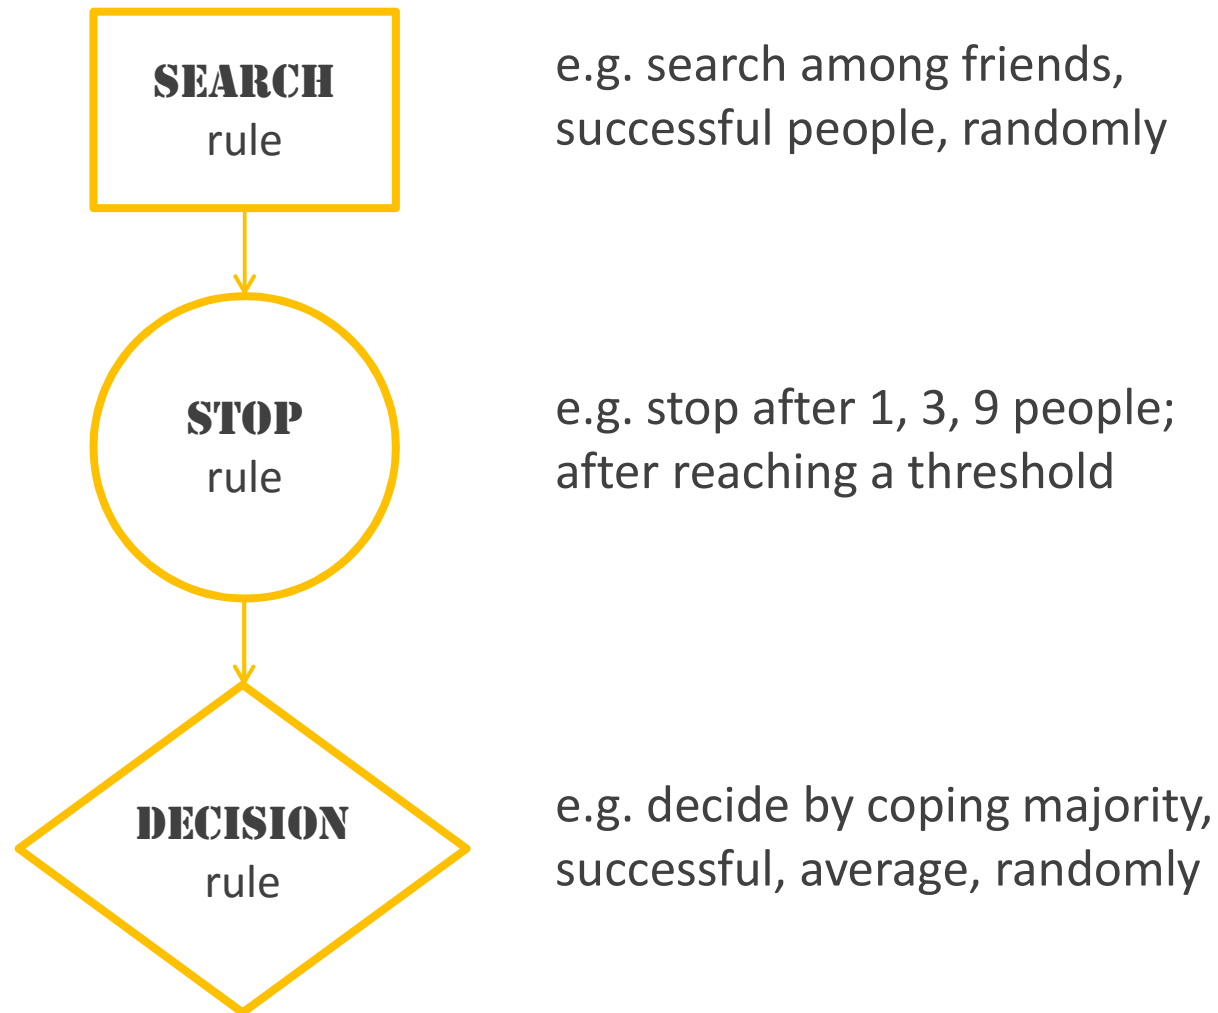 SEARCH
rule
e.g. search among friends,
successful people, randomly
STOP
rule
e.g. stop after 1, 3, 9 people;
after reaching a threshold
DECISION
rule
e.g. decide by coping majority,
successful, average, randomly